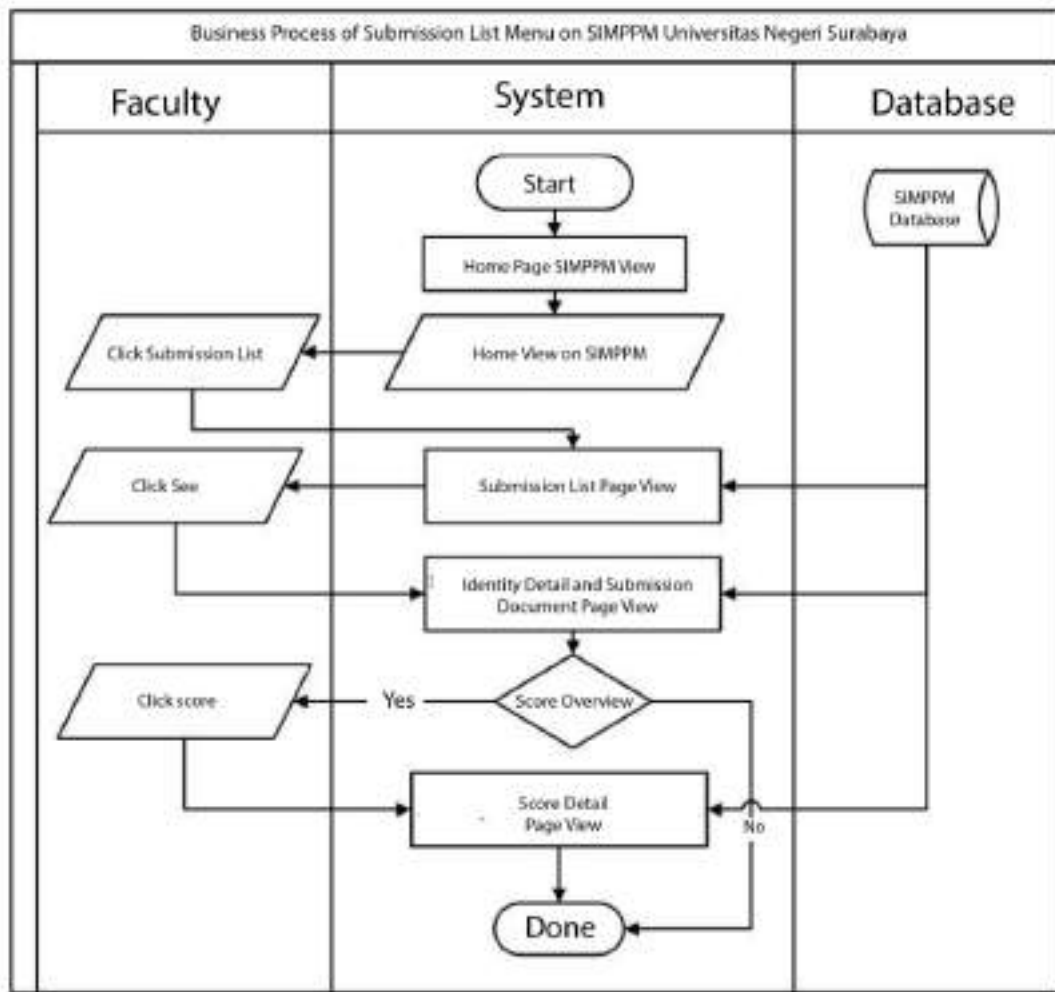 Business Process of Submission List Menu on SIMPPM Universitas Negeri Surabaya
Faculty
System
Database
Start
SIMPPM
Database
Home Page SIMPPM View
Click Submission List
Home View on SIMPPM
Click See
Submission List Page View
Identity Detail and Submission
Document Page View
Click score
Yes
Score Overview
Score Detail
Page View
No
Done